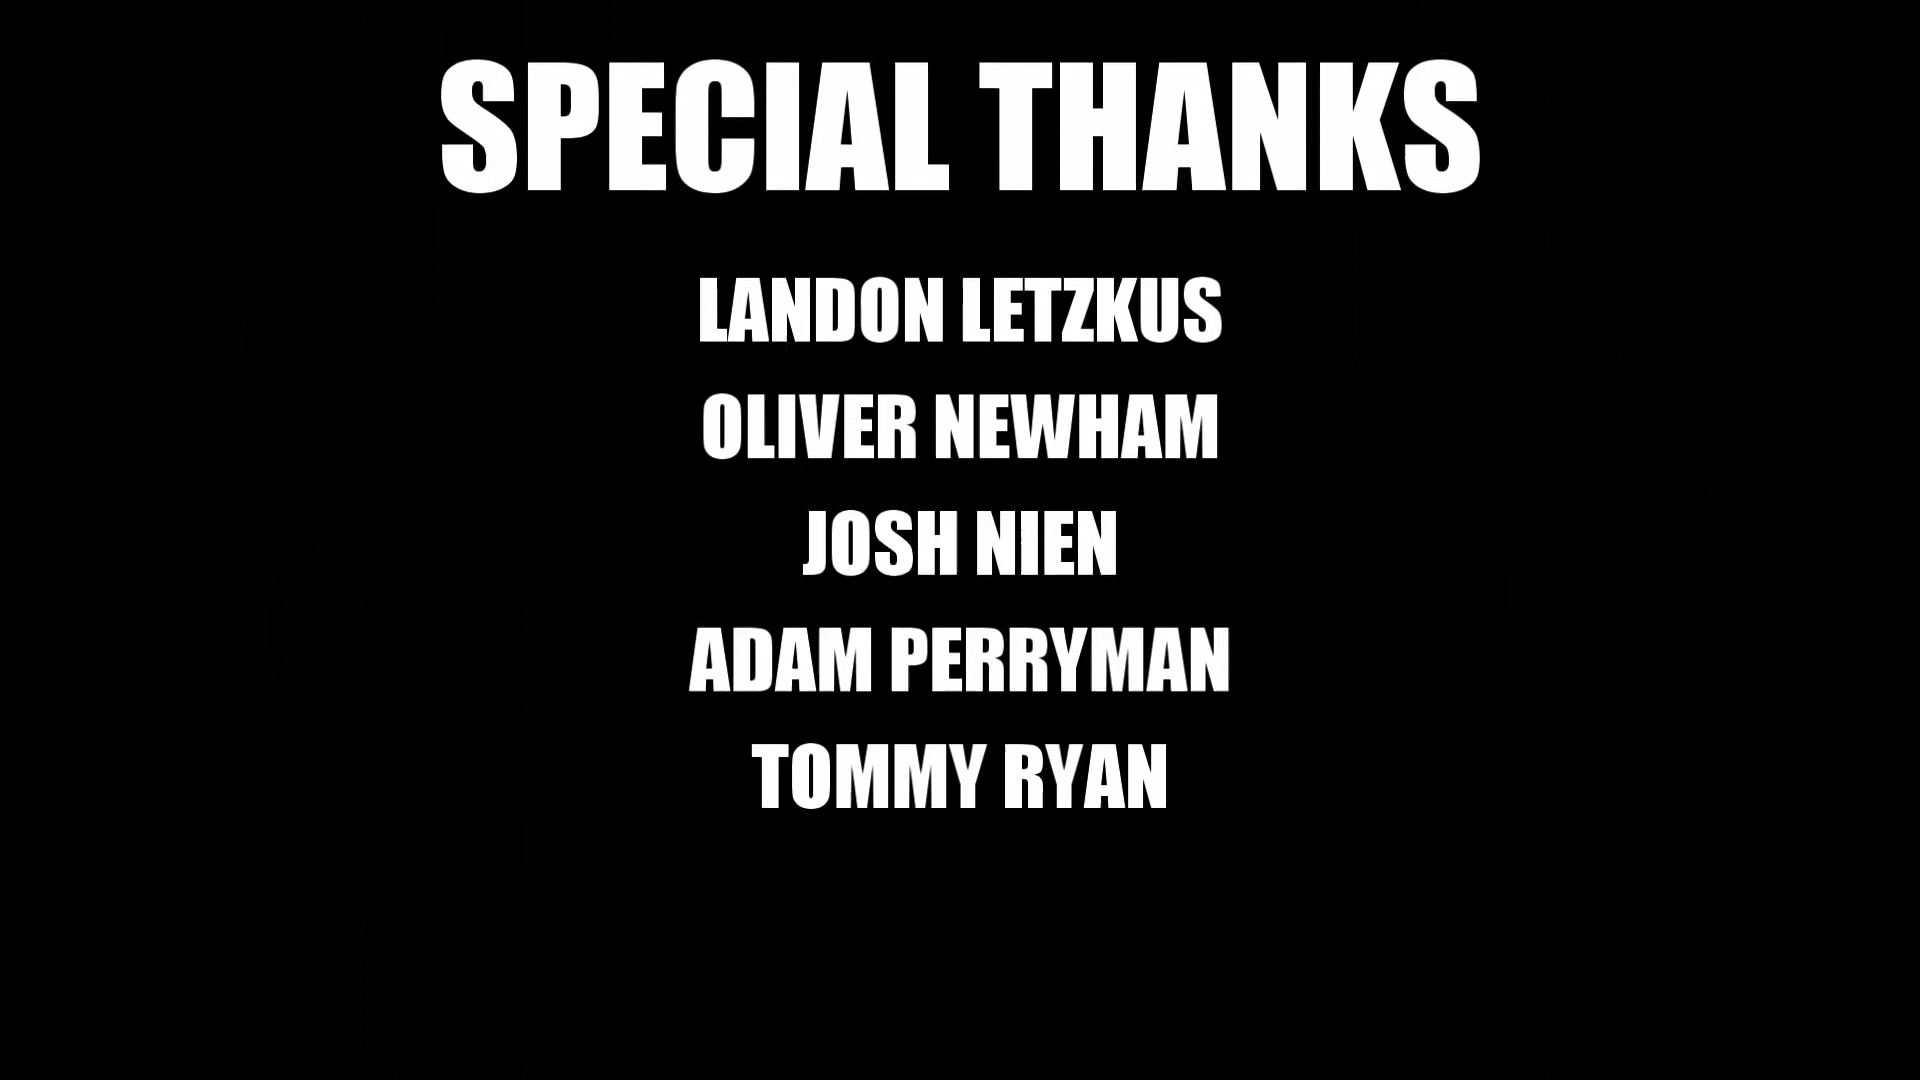 SPECIAL THANKS
LANDON LETZKUS
OLIVER NEWHAM
JOSH NIEN
ADAM PERRYMAN
TOMMY RYAN